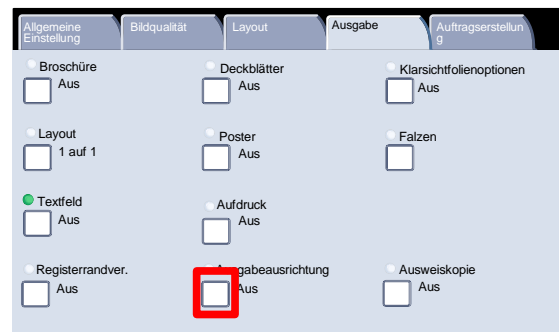 Allgemeine
Einstellung
Bildqualität
Layout
Ausgabe
Auftragserstellun
g
Broschüre
Aus
Deckblätter
Aus
Klarsichtfolienoptionen
Aus
Layout
1 auf 1
Poster
Aus
Falzen
Textfeld
Aus
Aufdruck
Aus
Registerrandver.
Aus
Ausgabeausrichtung
Aus
Ausweiskopie
Aus